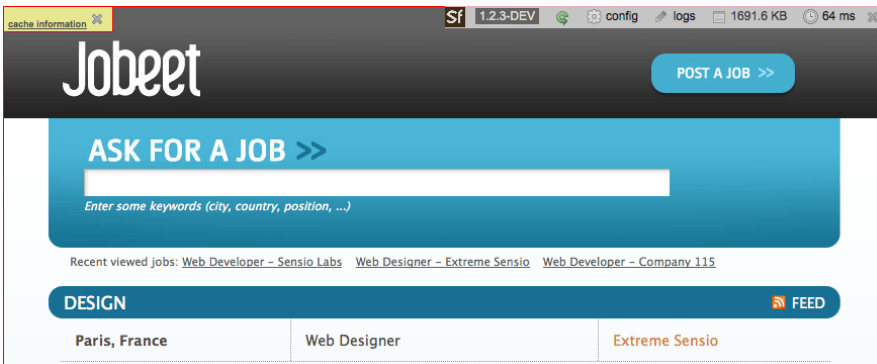 cache information
Sf 1.2.3-DEV config logs 1691.6 KB 64 ms
Jobeet
POST A JOB >>
ASK FOR A JOB >>
Enter some keywords (city, country, position, ...)
Recent viewed jobs: Web Developer – Sensio Labs Web Designer – Extreme Sensio Web Developer – Company 115
DESIGN FEED
Paris, France Web Designer Extreme Sensio